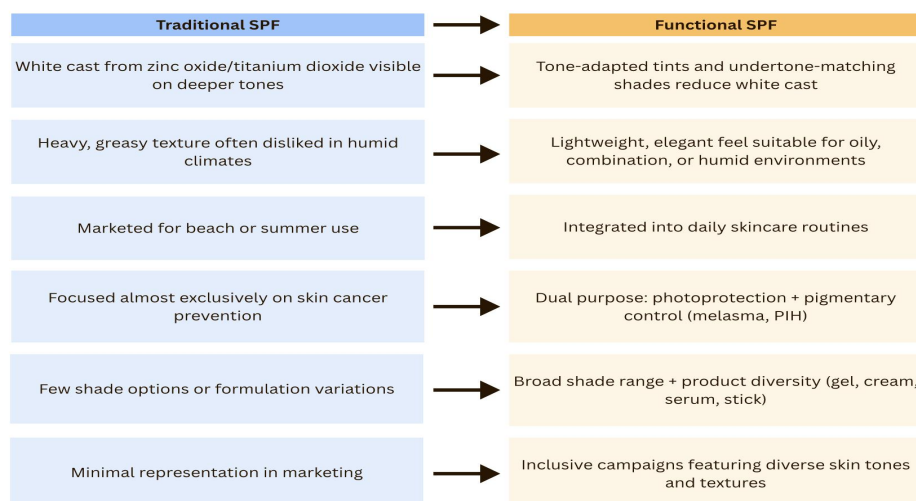 Traditional SPF
Functional SPF
White cast from zinc oxide/titanium dioxide visible
on deeper tones
Tone-adapted tints and undertone-matching
shades reduce white cast
Heavy, greasy texture often disliked in humid
climates
Lightweight, elegant feel suitable for oily,
combination, or humid environments
Marketed for beach or summer use
Integrated into daily skincare routines
Focused almost exclusively on skin cancer
prevention
Dual purpose: photoprotection + pigmentary
control (melasma, PIH)
Few shade options or formulation variations
Broad shade range + product diversity (gel, cream,
serum, stick)
Minimal representation in marketing
Inclusive campaigns featuring diverse skin tones
and textures